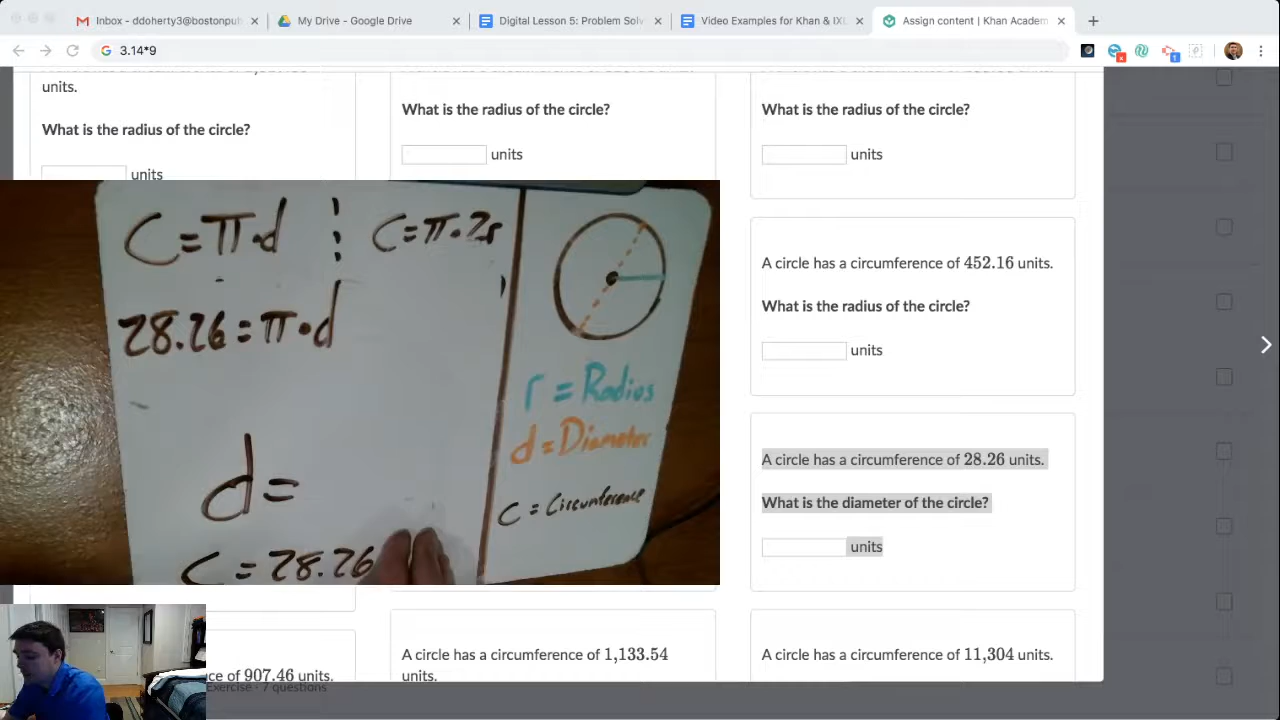 Inbox - ddoherty3@bostonpub
My Drive - Google Drive
Digital Lesson 5: Problem Solv
Video Examples for Khan & IXL
Assign content | Khan Academ
3.14*9
units.
What is the radius of the circle?
units
What is the radius of the circle?
units
What is the radius of the circle?
units
C=π·d
C=π·2r
28.26=π·d
d=
C=28.26
r = Radius
d = Diameter
C = Circumference
A circle has a circumference of 452.16 units.
What is the radius of the circle?
units
A circle has a circumference of 28.26 units.
What is the diameter of the circle?
units
ce of 907.46 units.
Exercise · 7 questions
A circle has a circumference of 1,133.54
units.
A circle has a circumference of 11,304 units.